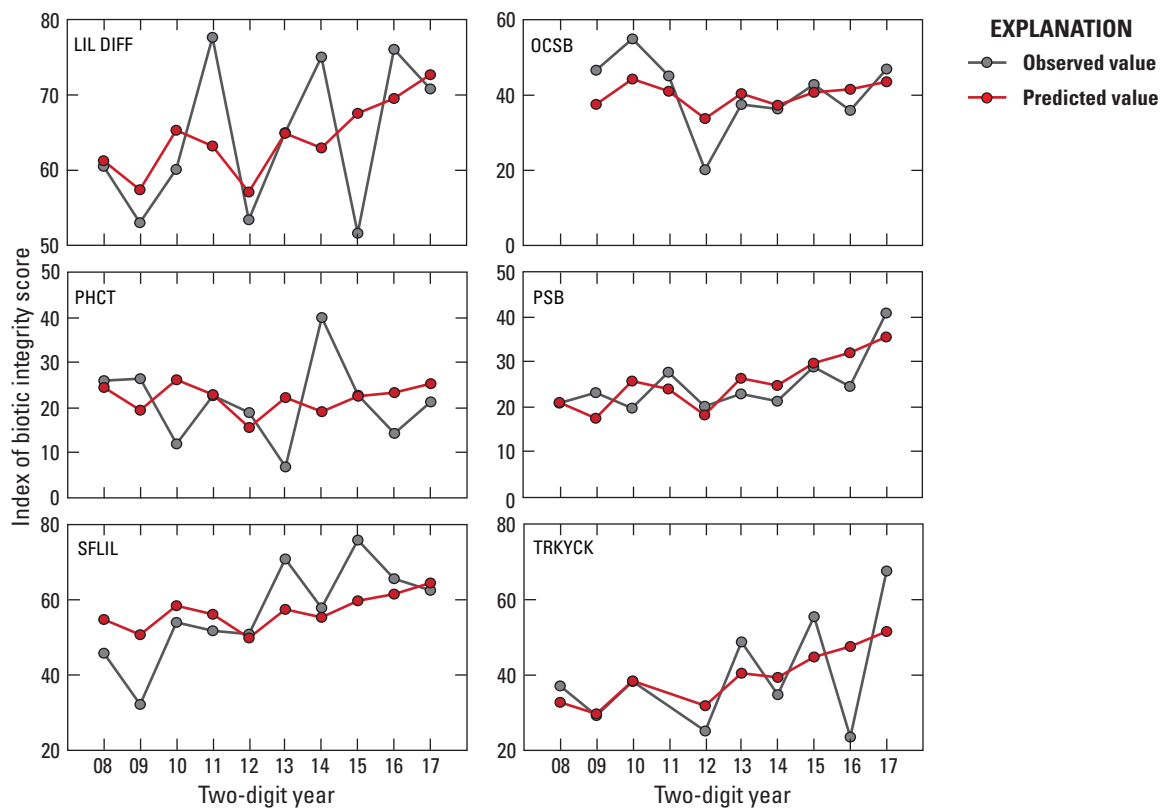 EXPLANATION
Observed value
Predicted value
Index of biotic integrity score
LIL DIFF
80
70
60
50
OCSB
60
40
20
0
PHCT
50
40
30
20
10
0
PSB
50
40
30
20
10
0
SFLIL
80
60
40
20
08 09 10 11 12 13 14 15 16 17
Two-digit year
TRKYCK
80
60
40
20
08 09 10 11 12 13 14 15 16 17
Two-digit year